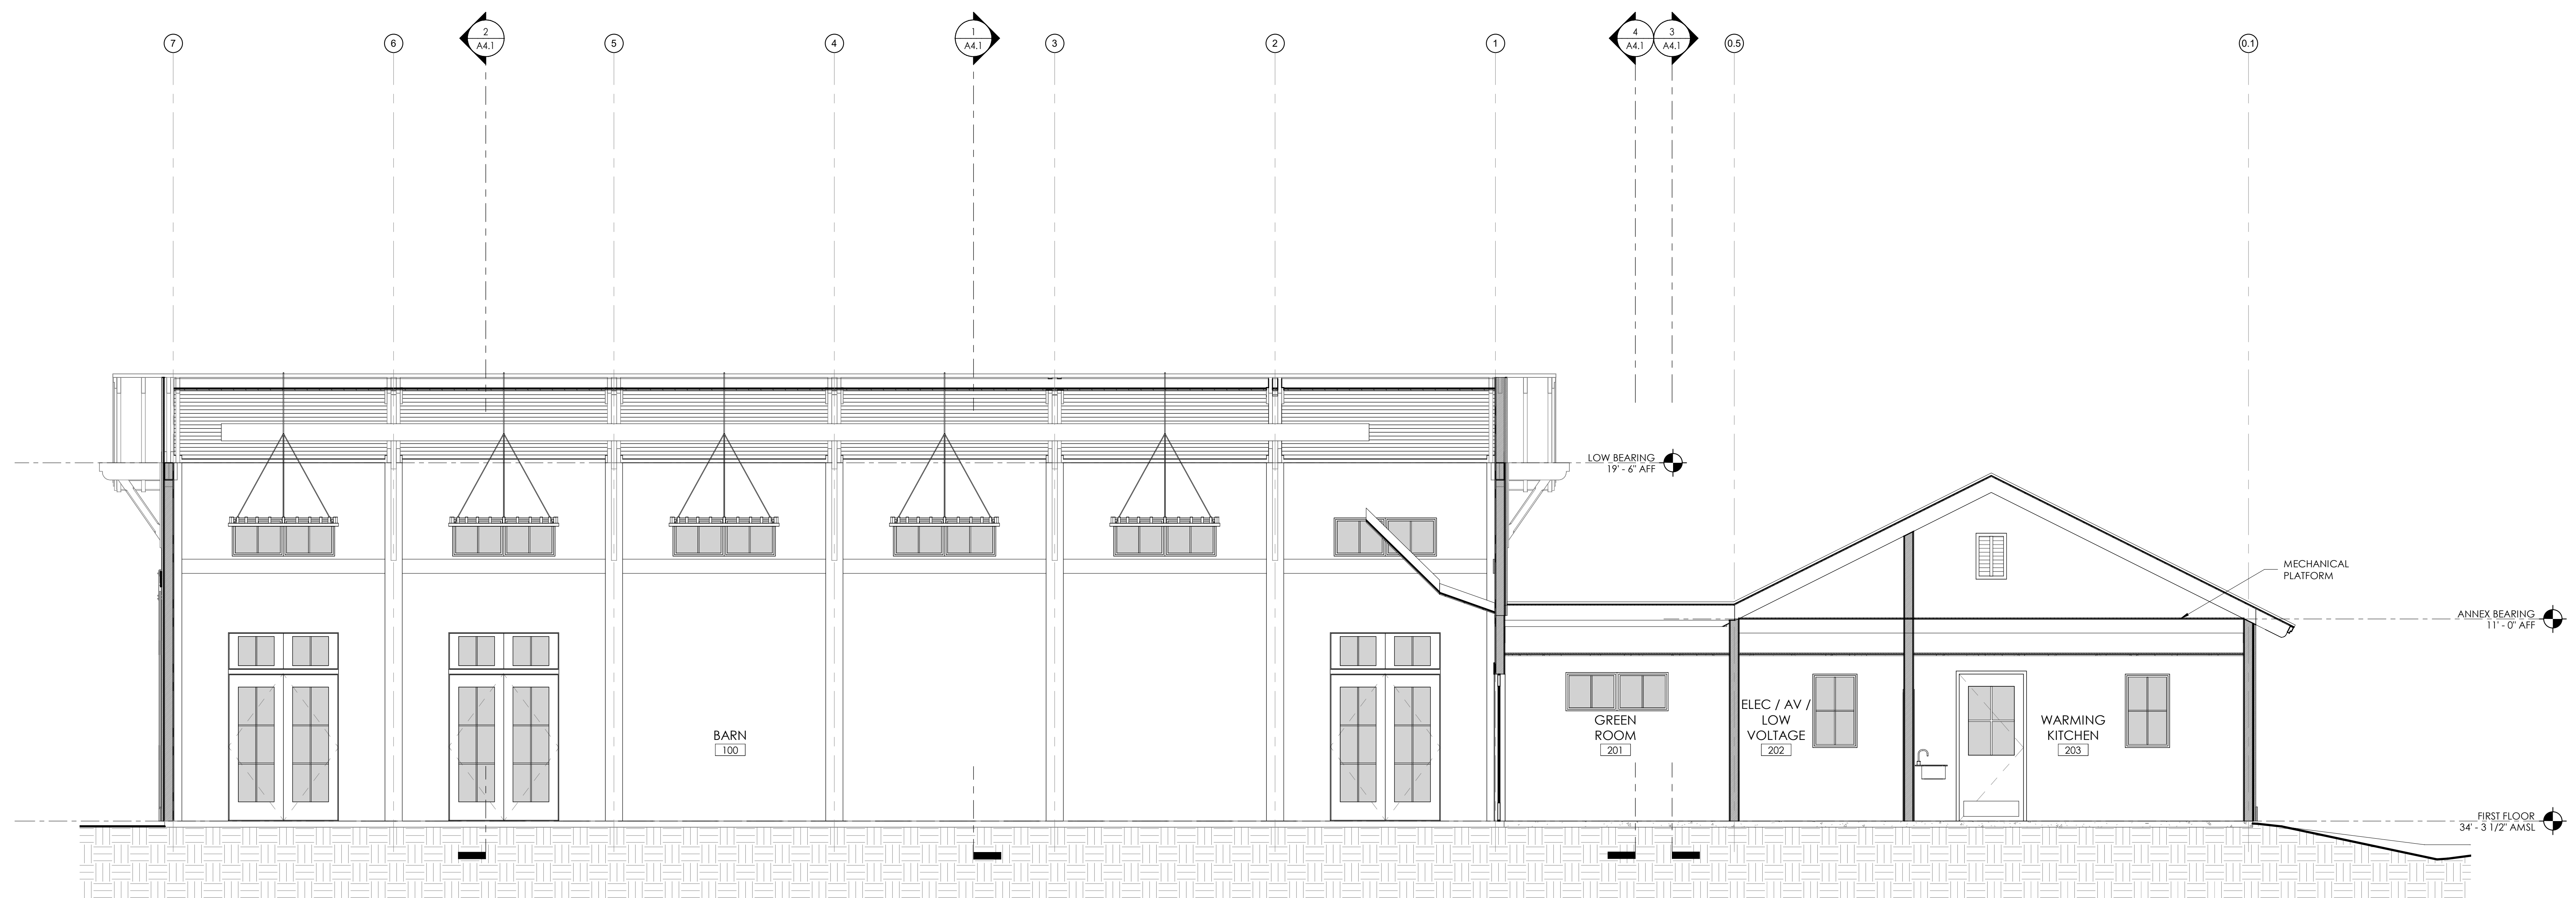 7
6
2
A4.1
5
4
1
A4.1
3
2
1
4
A4.1
3
A4.1
0.5
0.1
LOW BEARING
19' - 6" AFF
MECHANICAL
PLATFORM
ANNEX BEARING
11' - 0" AFF
BARN
100
GREEN
ROOM
201
ELEC / AV /
LOW
VOLTAGE
202
WARMING
KITCHEN
203
FIRST FLOOR
34' - 3 1/2" AMSL